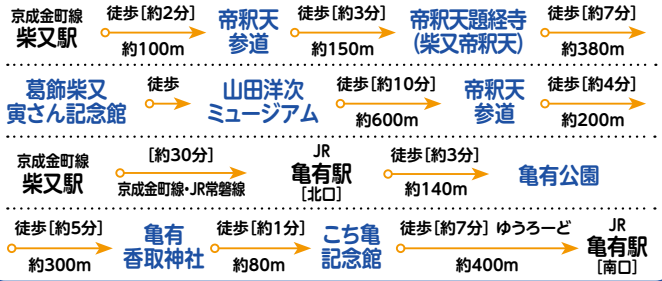 京成金町線
柴又駅
徒歩[約2分]
約100m
帝釈天
参道
徒歩[約3分]
約150m
帝釈天題経寺
(柴又帝釈天)
徒歩[約7分]
約380m
葛飾柴又
寅さん記念館
徒歩
山田洋次
ミュージアム
徒歩[約10分]
約600m
帝釈天
参道
徒歩[約4分]
約200m
京成金町線
柴又駅
[約30分]
京成金町線・JR常磐線
JR
亀有駅
[北口]
徒歩[約3分]
約140m
亀有公園
徒歩[約5分]
約300m
亀有
香取神社
徒歩[約1分]
約80m
こち亀
記念館
徒歩[約7分] ゆうろーど
約400m
JR
亀有駅
[南口]